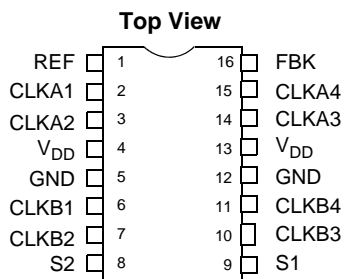 Top View
REF 1 16 FBK
CLKA1 2 15 CLKA4
CLKA2 3 14 CLKA3
VDD 4 13 VDD
GND 5 12 GND
CLKB1 6 11 CLKB4
CLKB2 7 10 CLKB3
S2 8 9 S1